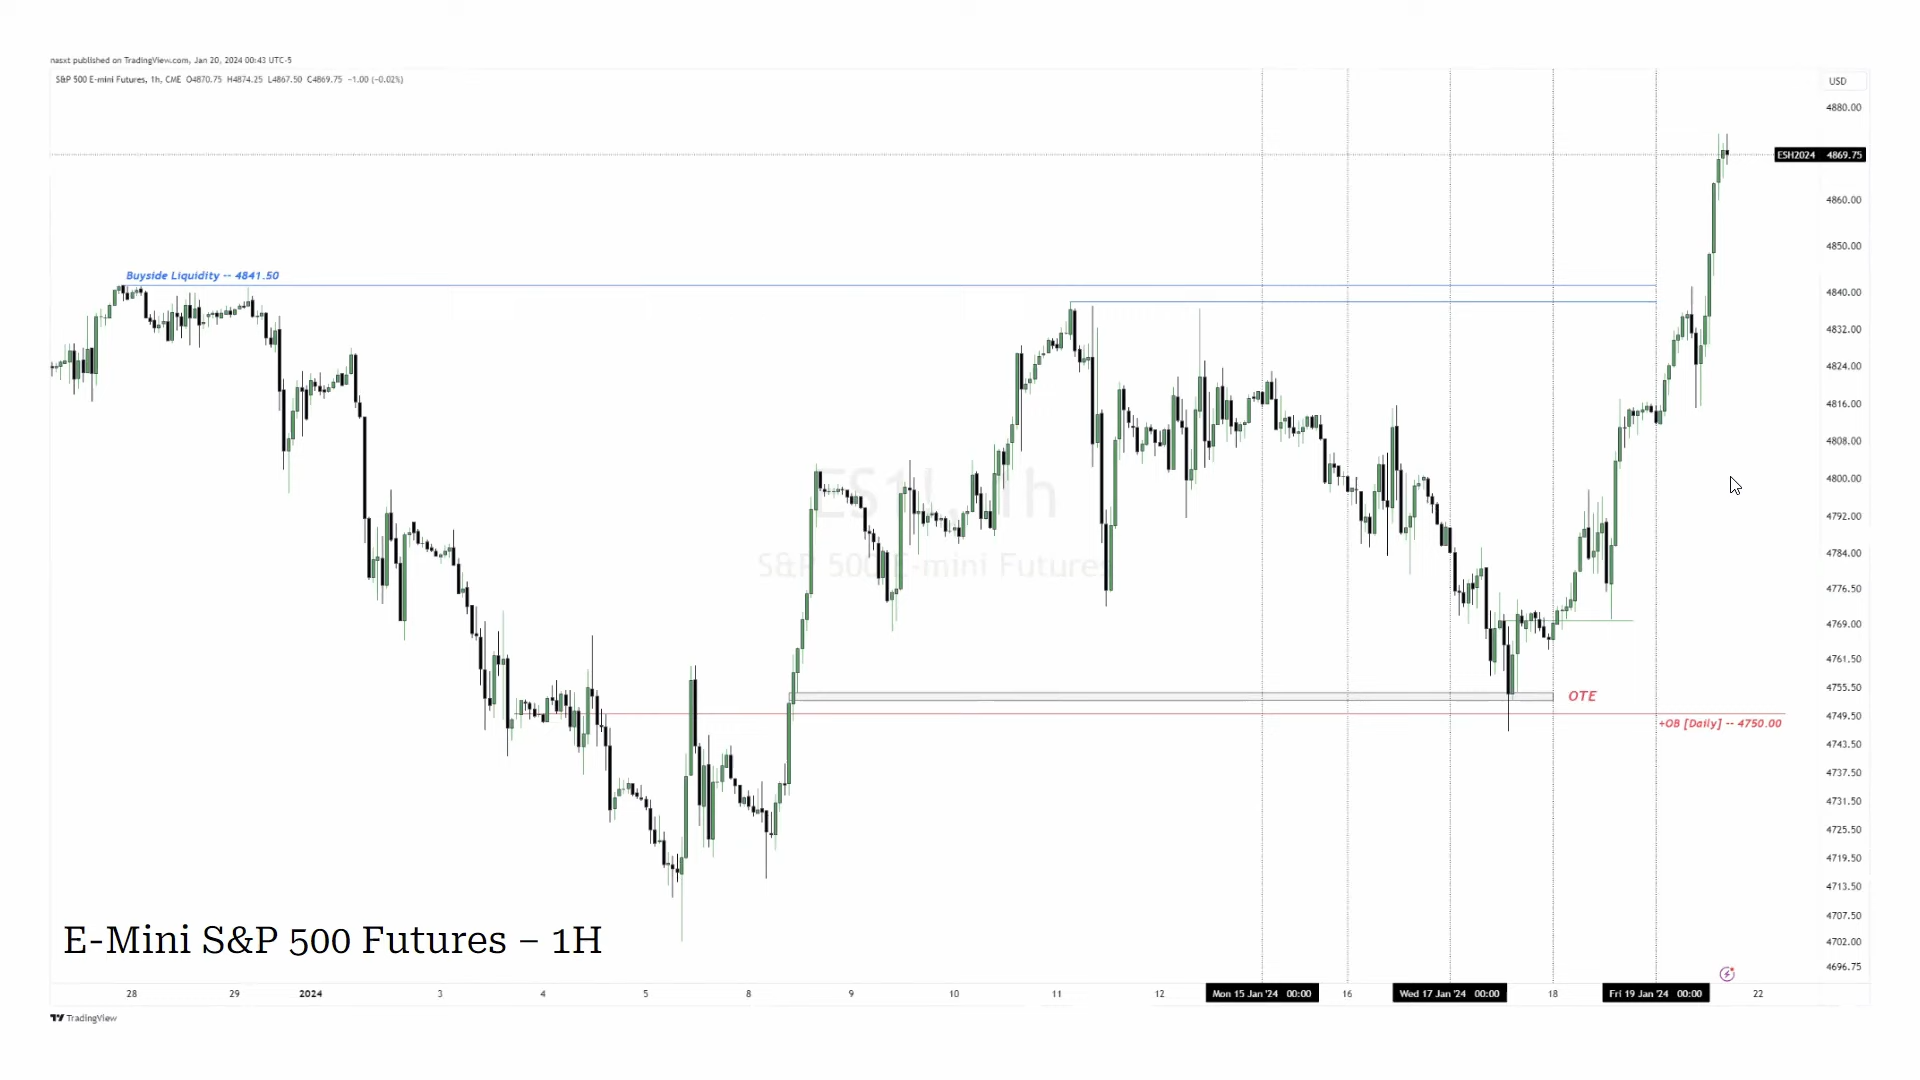 nasxt published on TradingView.com, Jan 20, 2024 00:43 UTC-5
S&P 500 E-mini Futures, 1h, CME O4870.75 H4874.25 L4867.50 C4869.75 −1.00 (−0.02%)
USD
4880.00
ESH2024 4869.75
4860.00
4850.00
Buyside Liquidity -- 4841.50
4840.00
4832.00
4824.00
4816.00
4808.00
4800.00
ES1!, 1h
4792.00
4784.00
S&P 500 E-mini Futures
4776.50
4769.00
4761.50
4755.50
OTE
4749.50
+OB [Daily] -- 4750.00
4743.50
4737.50
4731.50
4725.50
4719.50
4713.50
4707.50
E-Mini S&P 500 Futures – 1H
4702.00
4696.75
28 29 2024 3 4 5 8 9 10 11 12 Mon 15 Jan '24 00:00 16 Wed 17 Jan '24 00:00 18 Fri 19 Jan '24 00:00 22
TradingView